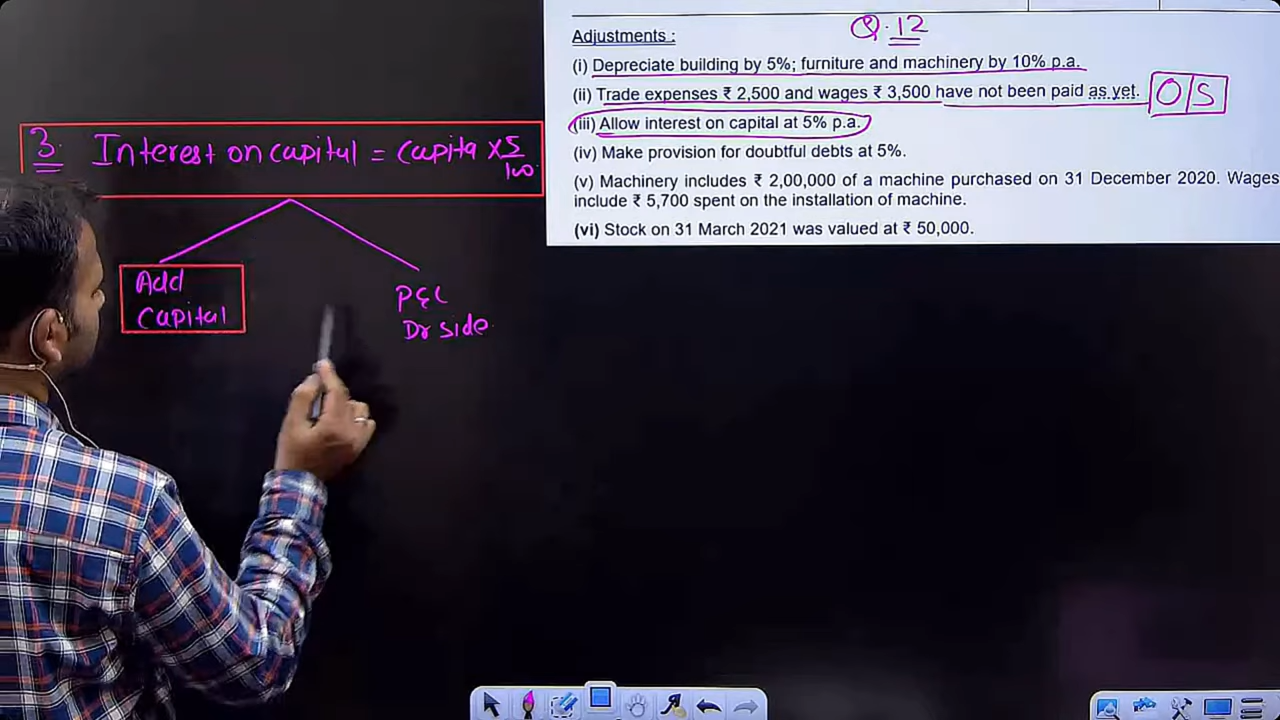 Q.12
Adjustments :
(i) Depreciate building by 5%; furniture and machinery by 10% p.a.
(ii) Trade expenses ₹ 2,500 and wages ₹ 3,500 have not been paid as yet. O/S
(iii) Allow interest on capital at 5% p.a.
(iv) Make provision for doubtful debts at 5%.
(v) Machinery includes ₹ 2,00,000 of a machine purchased on 31 December 2020. Wages
include ₹ 5,700 spent on the installation of machine.
(vi) Stock on 31 March 2021 was valued at ₹ 50,000.
3. Interest on capital = Capita × 5/100
Add
Capital
P&L
Dr side